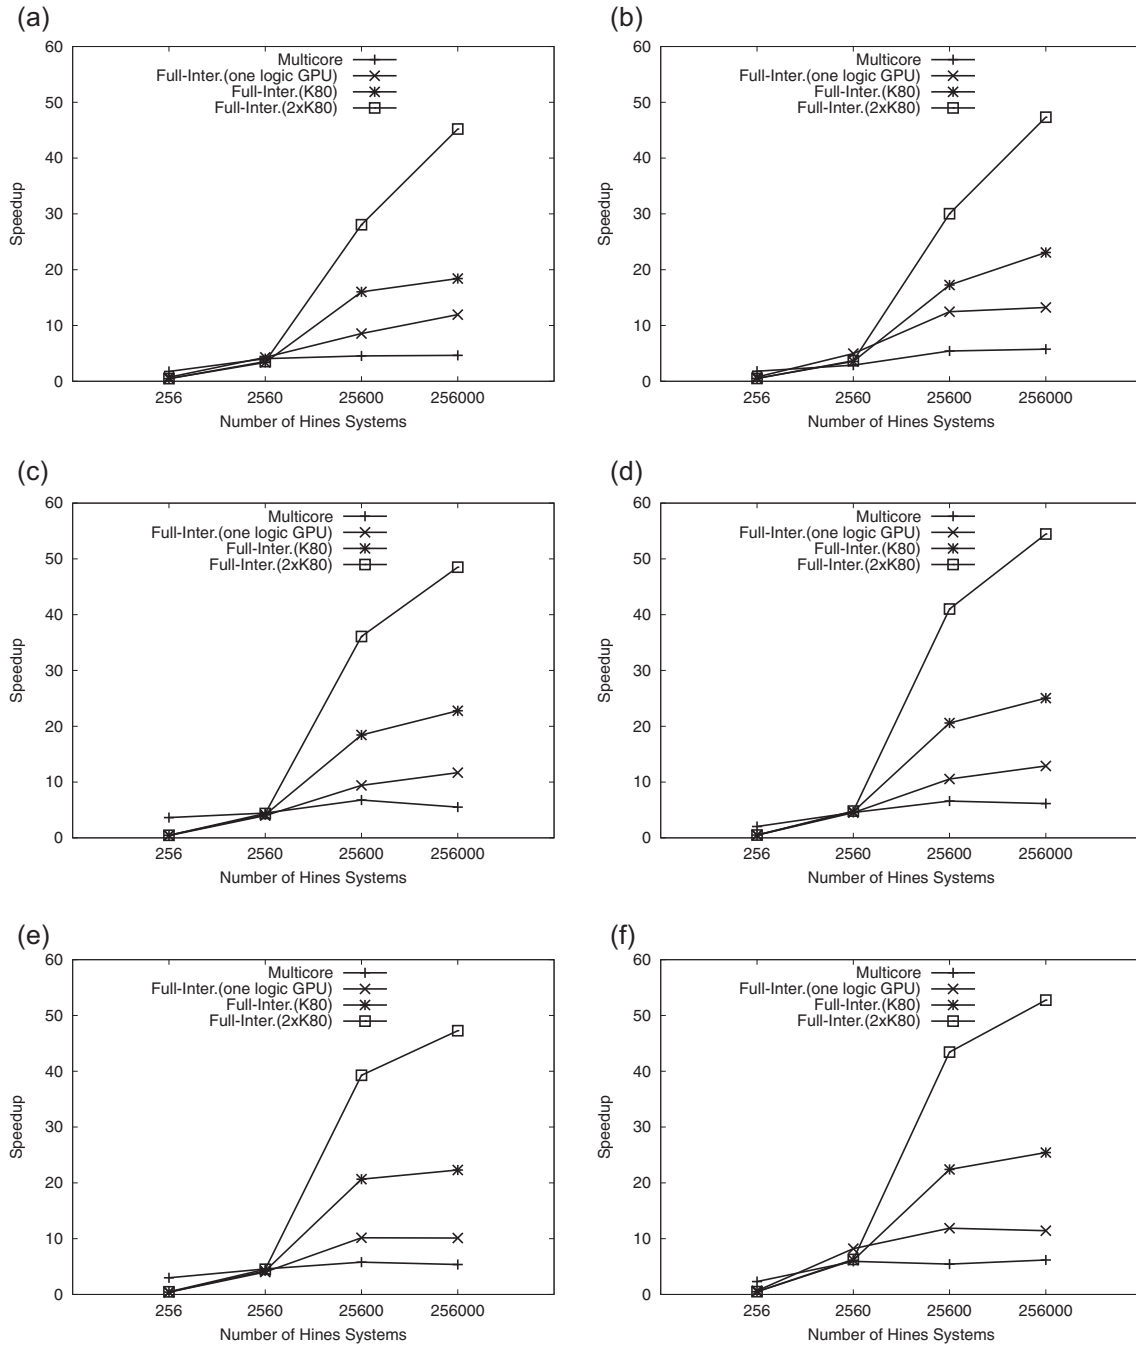 (a)
60
50
40
30
20
10
0
Speedup
Multicore
Full-Inter.(one logic GPU)
Full-Inter.(K80)
Full-Inter.(2xK80)
256 2560 25600 256000
Number of Hines Systems
(b)
60
50
40
30
20
10
0
Speedup
Multicore
Full-Inter.(one logic GPU)
Full-Inter.(K80)
Full-Inter.(2xK80)
256 2560 25600 256000
Number of Hines Systems
(c)
60
50
40
30
20
10
0
Speedup
Multicore
Full-Inter.(one logic GPU)
Full-Inter.(K80)
Full-Inter.(2xK80)
256 2560 25600 256000
Number of Hines Systems
(d)
60
50
40
30
20
10
0
Speedup
Multicore
Full-Inter.(one logic GPU)
Full-Inter.(K80)
Full-Inter.(2xK80)
256 2560 25600 256000
Number of Hines Systems
(e)
60
50
40
30
20
10
0
Speedup
Multicore
Full-Inter.(one logic GPU)
Full-Inter.(K80)
Full-Inter.(2xK80)
256 2560 25600 256000
Number of Hines Systems
(f)
60
50
40
30
20
10
0
Speedup
Multicore
Full-Inter.(one logic GPU)
Full-Inter.(K80)
Full-Inter.(2xK80)
256 2560 25600 256000
Number of Hines Systems